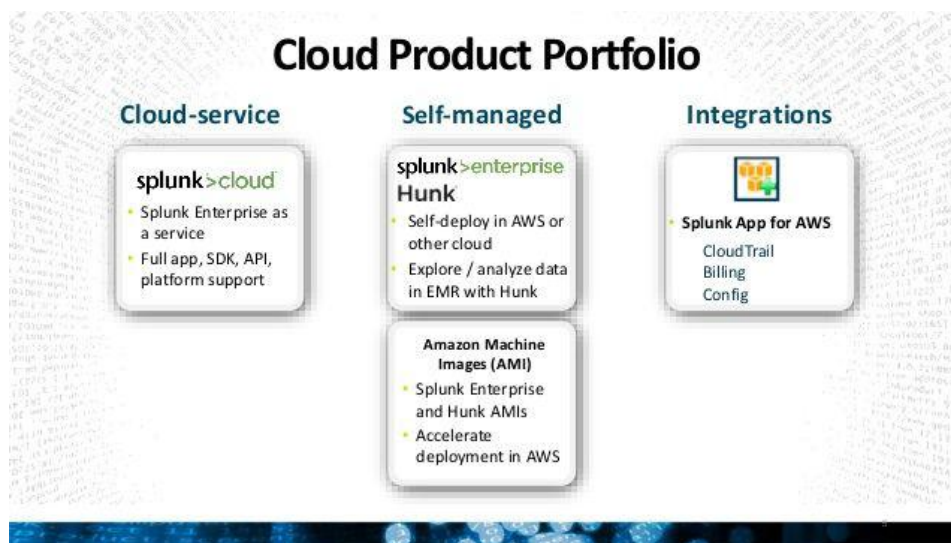 Cloud Product Portfolio
Cloud-service
splunk>cloud
• Splunk Enterprise as
a service
• Full app, SDK, API,
platform support
Self-managed
splunk>enterprise
Hunk
• Self-deploy in AWS or
other cloud
• Explore / analyze data
in EMR with Hunk
Amazon Machine
Images (AMI)
• Splunk Enterprise
and Hunk AMIs
• Accelerate
deployment in AWS
Integrations
• Splunk App for AWS
CloudTrail
Billing
Config